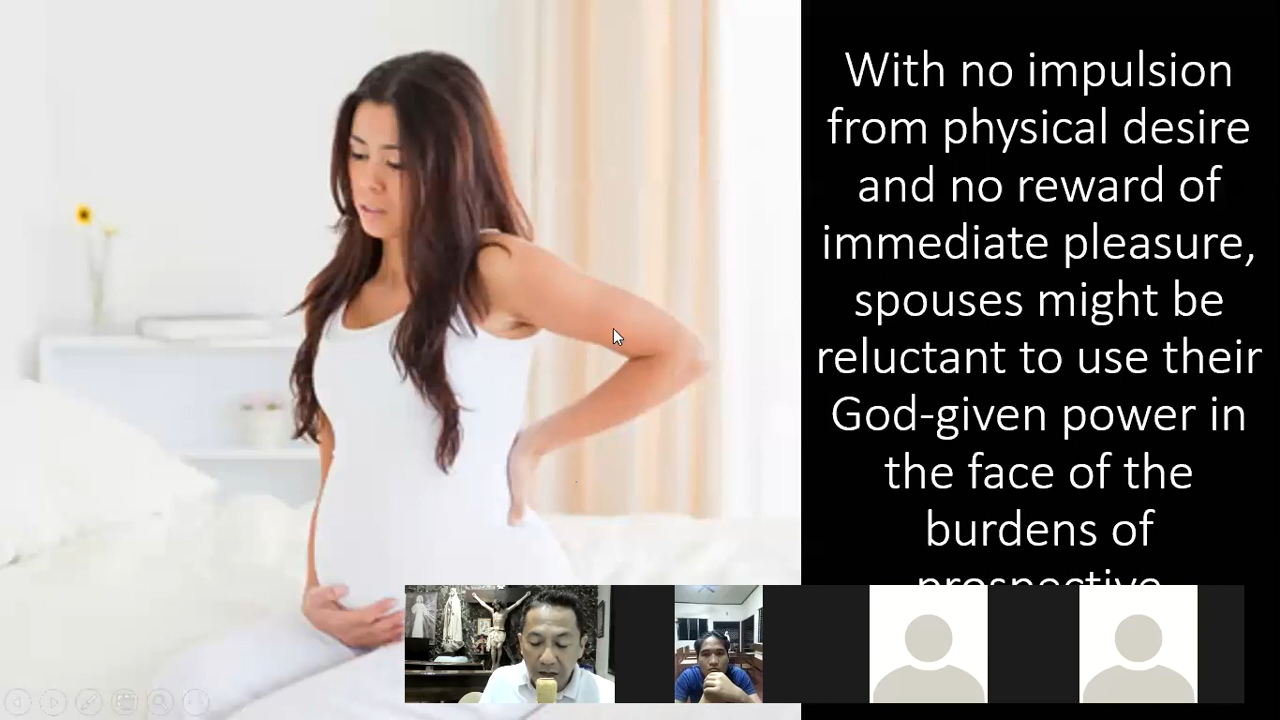 With no impulsion
from physical desire
and no reward of
immediate pleasure,
spouses might be
reluctant to use their
God-given power in
the face of the
burdens of
prospective